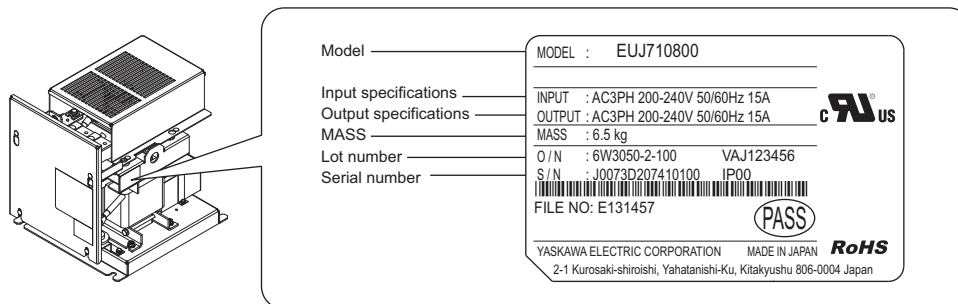 Model
Input specifications
Output specifications
MASS
Lot number
Serial number
MODEL : EUJ710800
INPUT : AC3PH 200-240V 50/60Hz 15A
OUTPUT : AC3PH 200-240V 50/60Hz 15A
MASS : 6.5 kg
O / N : 6W3050-2-100 VAJ123456
S / N : J0073D207410100 IP00
FILE NO: E131457
PASS
YASKAWA ELECTRIC CORPORATION MADE IN JAPAN RoHS
2-1 Kurosaki-shiroishi, Yahatanishi-Ku, Kitakyushu 806-0004 Japan
c RU ® US